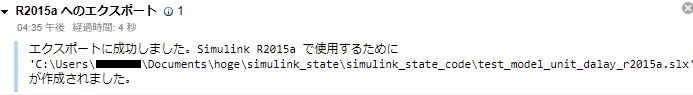 R2015a へのエクスポート 1
04:35 午後 経過時間: 4 秒
エクスポートに成功しました。Simulink R2015a で使用するために
'C:\Users\ \Documents\hoge\simulink_state\simulink_state_code\test_model_unit_dalay_r2015a.slx'
が作成されました。